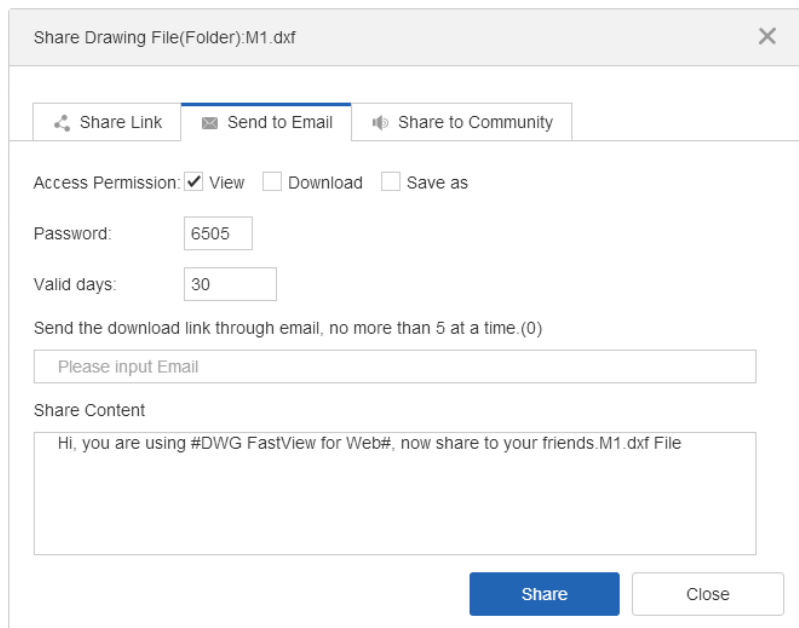 Share Drawing File(Folder):M1.dxf
Share Link Send to Email Share to Community
Access Permission: View Download Save as
Password: 6505
Valid days: 30
Send the download link through email, no more than 5 at a time.(0)
Please input Email
Share Content
Hi, you are using #DWG FastView for Web#, now share to your friends.M1.dxf File
Share Close